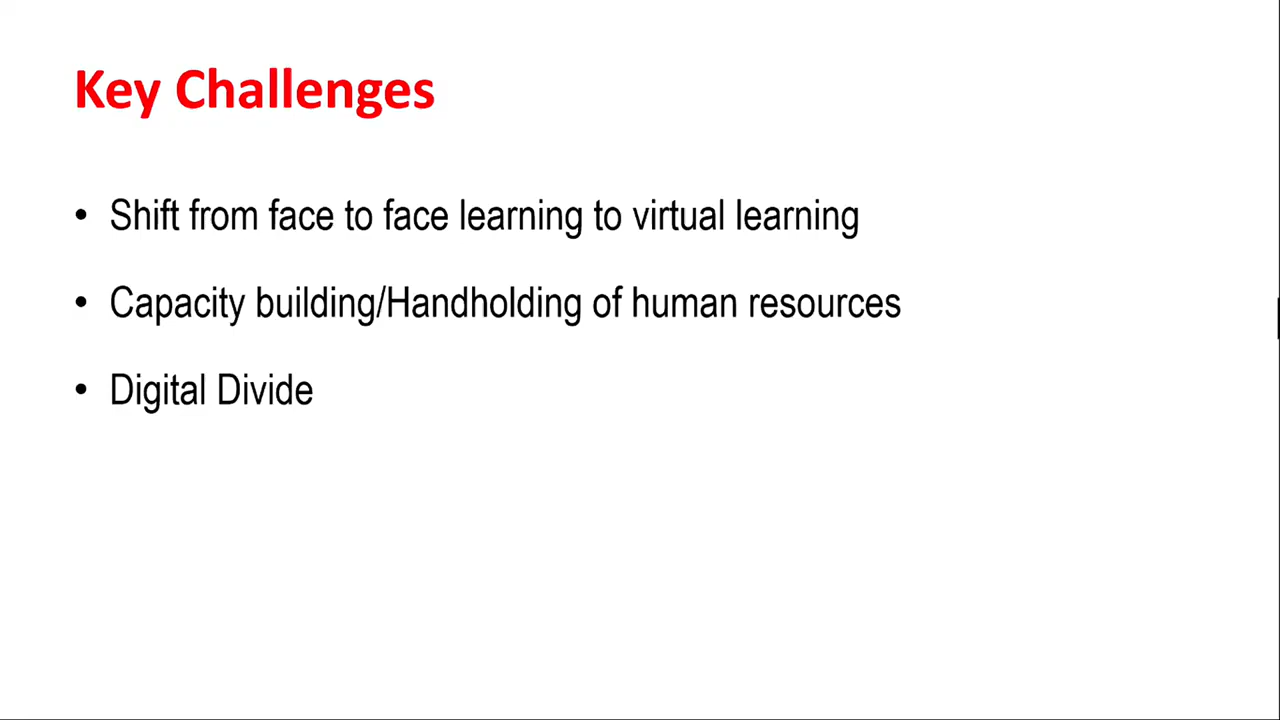 Key Challenges
• Shift from face to face learning to virtual learning
• Capacity building/Handholding of human resources
• Digital Divide